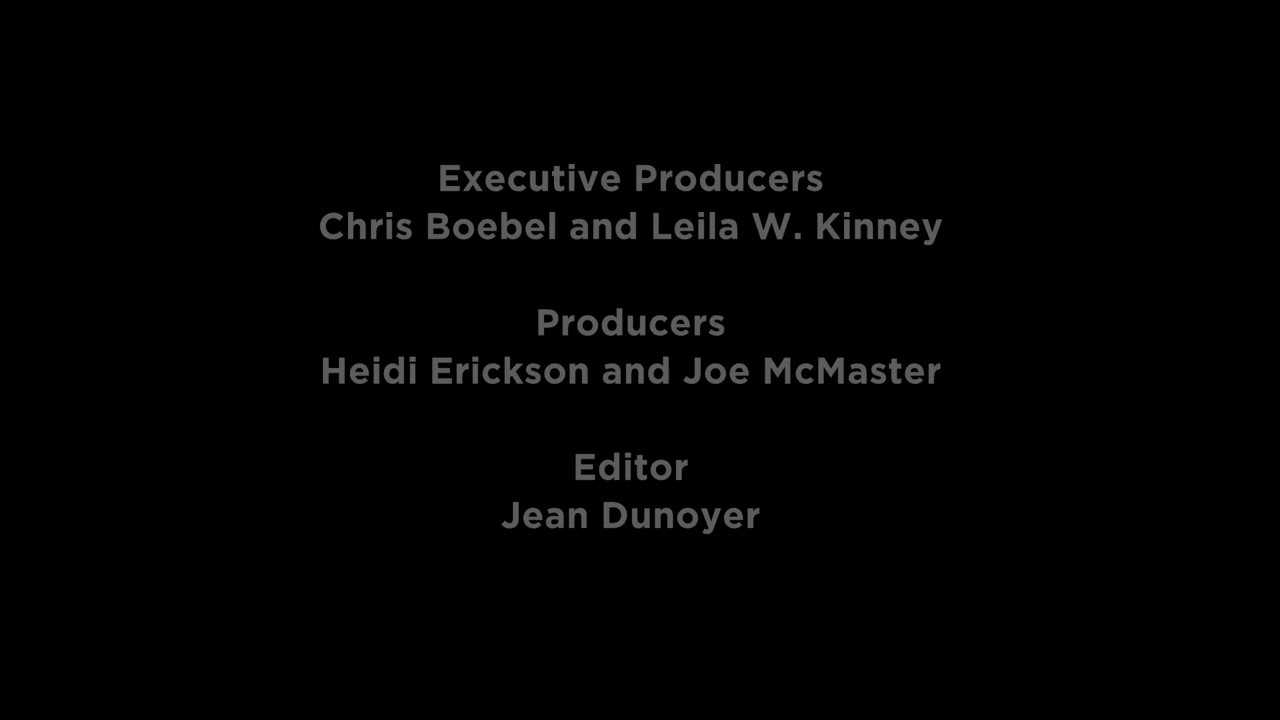 Executive Producers
Chris Boebel and Leila W. Kinney
Producers
Heidi Erickson and Joe McMaster
Editor
Jean Dunoyer